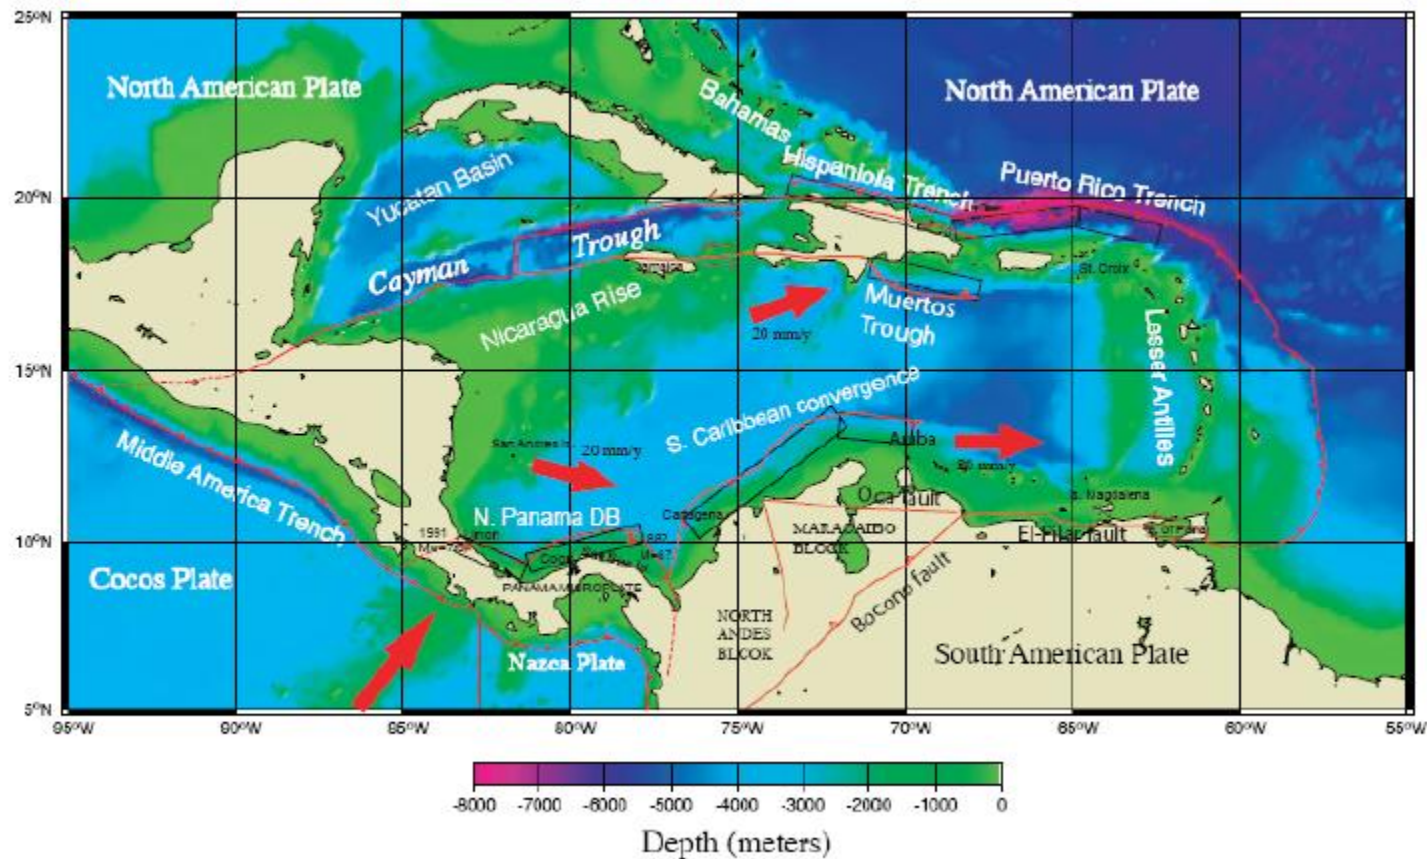 25°N
North American Plate
North American Plate
Bahamas
Yucatan Basin
Hispaniola Trench
Puerto Rico Trench
20°N
Cayman Trough
Jamaica
St. Croix
Nicaragua Rise
Muertos
Trough
20 mm/y
Lesser Antilles
15°N
S. Caribbean convergence
Middle America Trench
San Andres Is.
20 mm/y
Aruba
20 mm/y
Cartagena
Oca fault
N. Panama DB
MARACAIBO
BLCOK
El-Pilar fault
1991
10°N
Cocos Plate
PANAMA MICROPLATE
Bocono fault
NORTH
ANDES
BLCOK
South American Plate
Nazca Plate
5°N
95°W
90°W
85°W
80°W
75°W
70°W
65°W
60°W
55°W
-8000 -7000 -6000 -5000 -4000 -3000 -2000 -1000 0
Depth (meters)